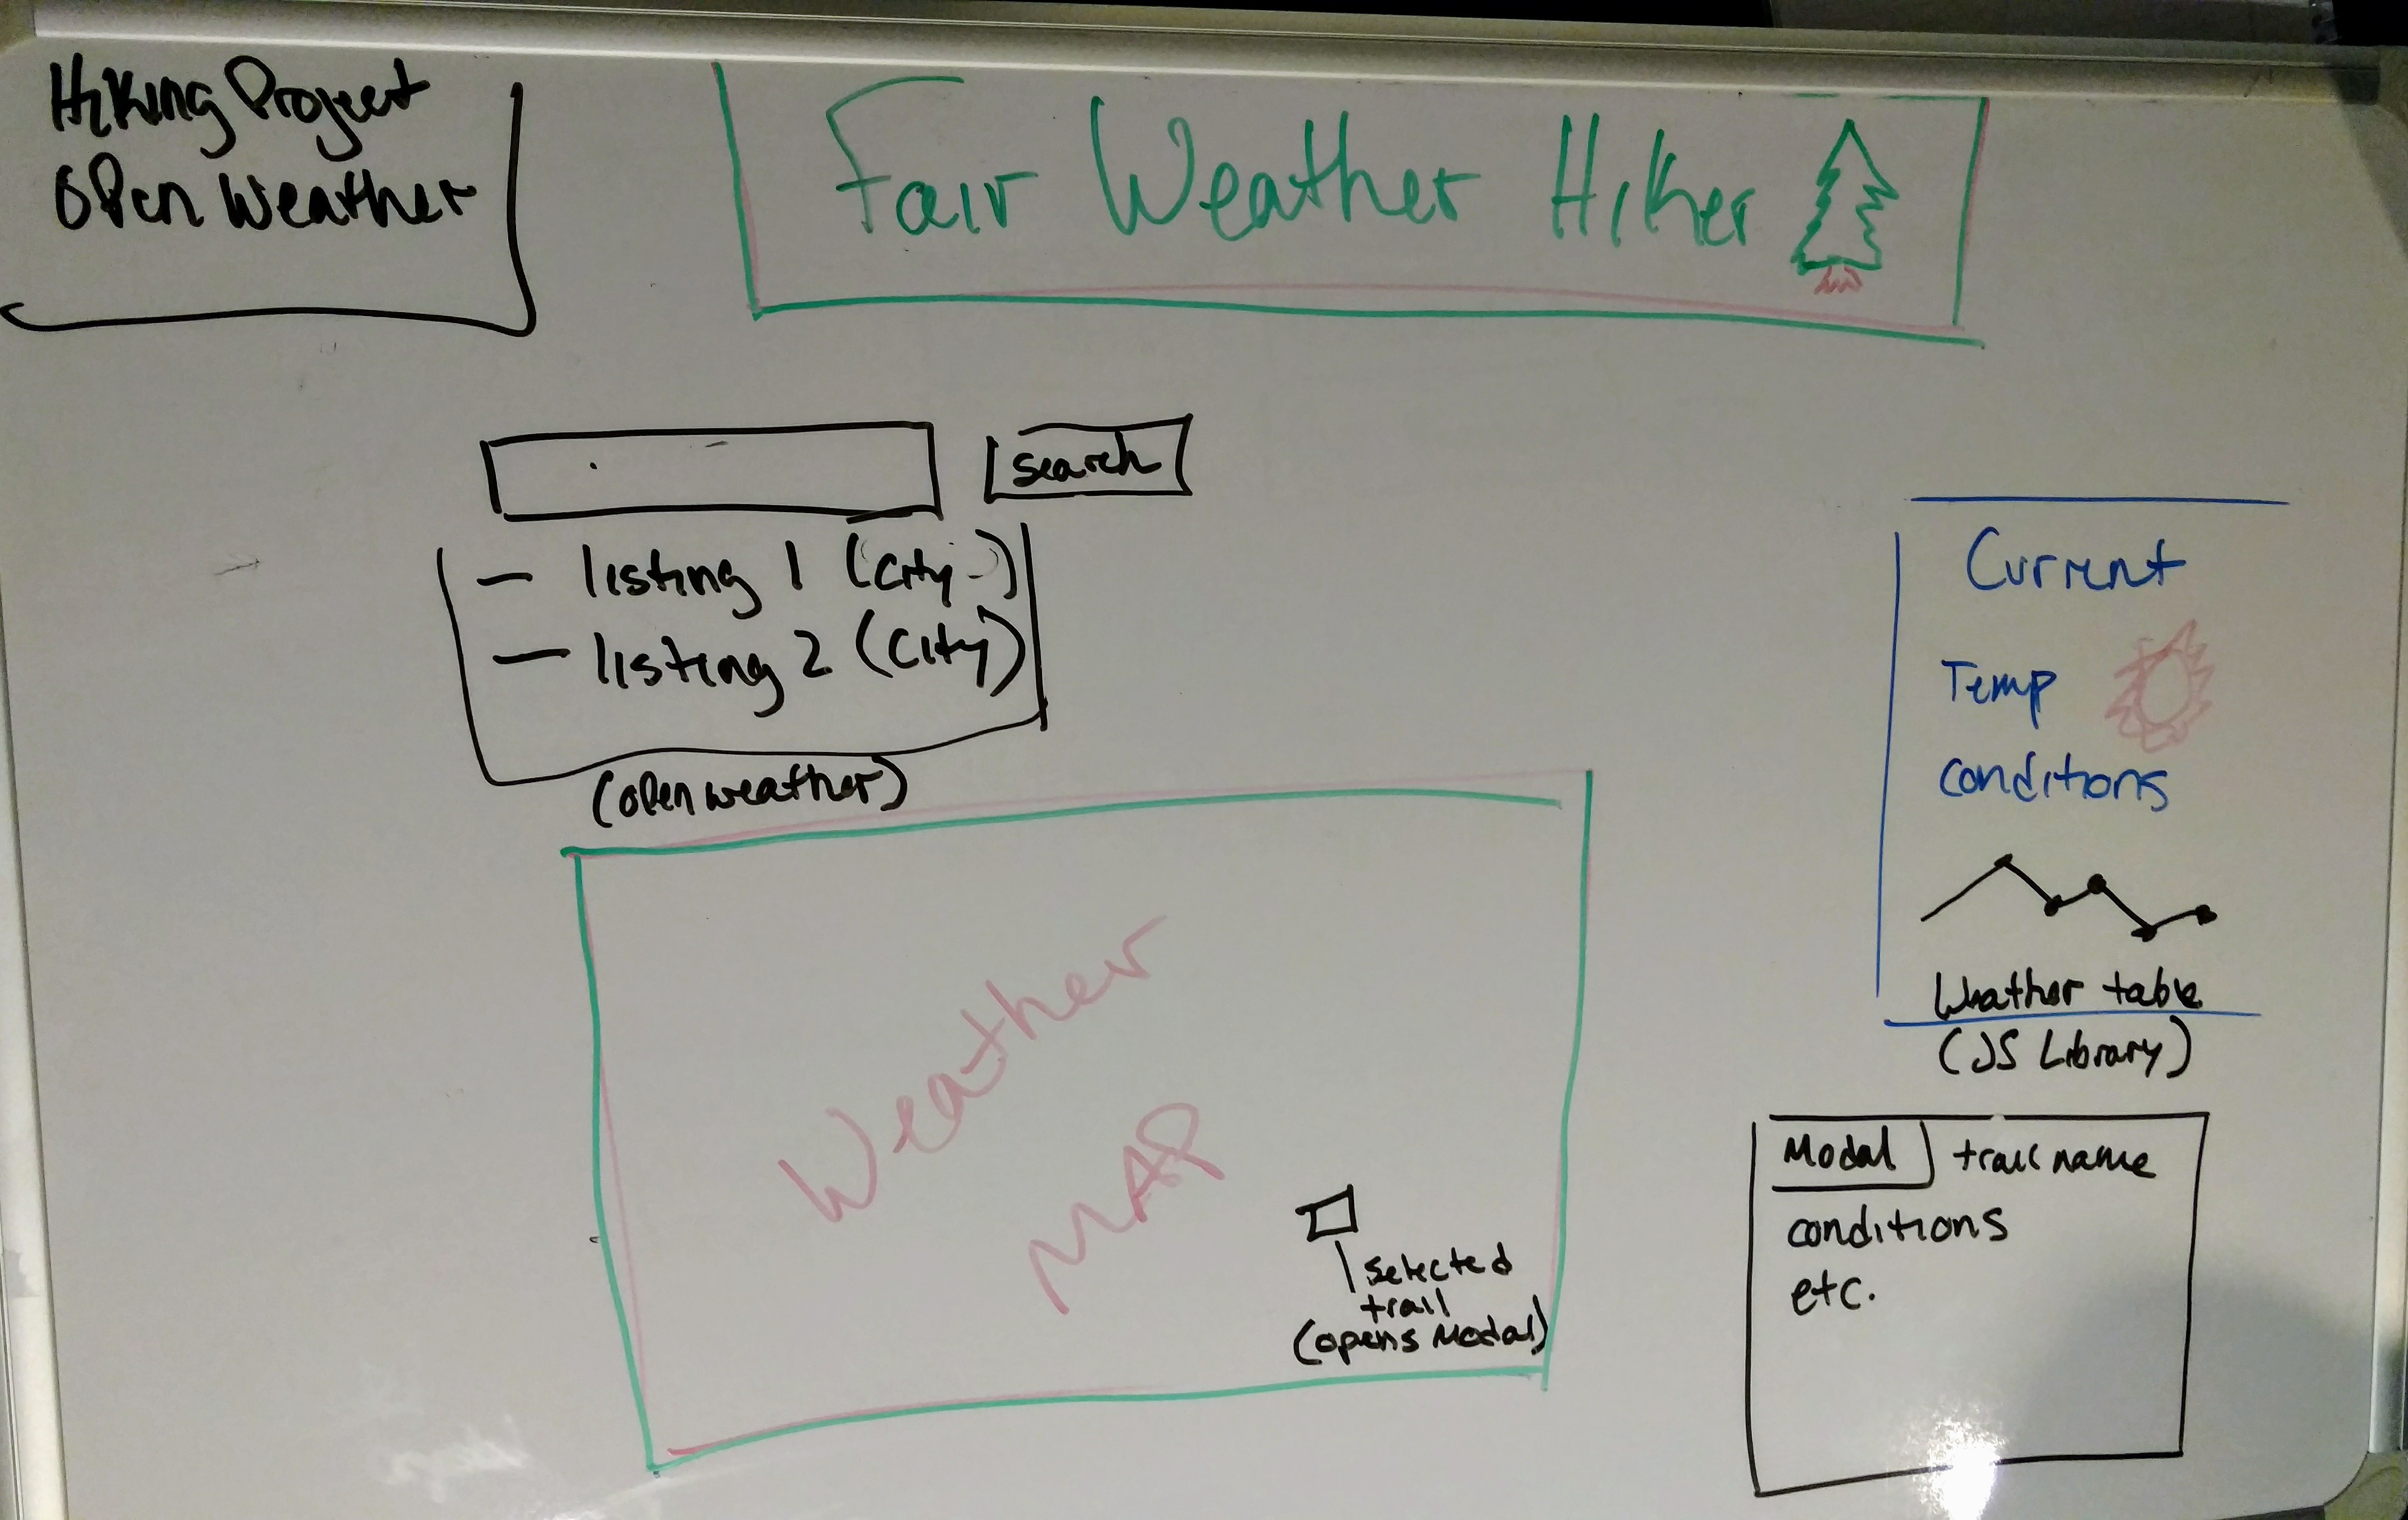 Hiking Project
Open Weather
Fair Weather Hiker
search
— listing 1 (city-)
— listing 2 (city)
(open weather)
Weather
MAP
selected
trail
(opens Modal)
Current
Temp
conditions
Weather table
(JS Library)
Modal trail name
conditions
etc.